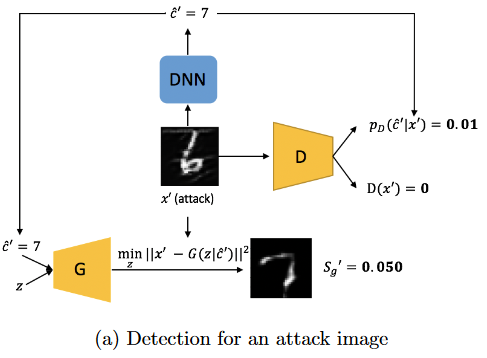 ĉ′ = 7
DNN
D
p_D(ĉ′|x′) = 0.01
D(x′) = 0
x′ (attack)
ĉ′ = 7
z
G
min_z ||x′ − G(z|ĉ′)||²
S_g′ = 0.050
(a) Detection for an attack image